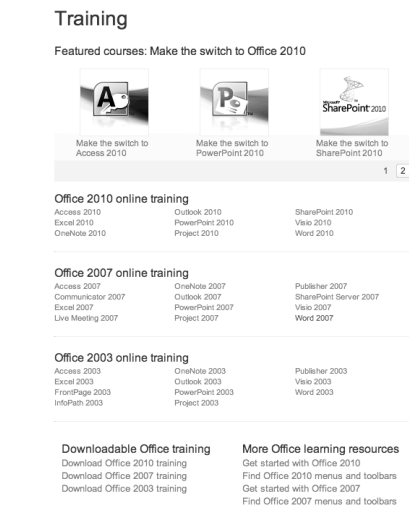 Training
Featured courses: Make the switch to Office 2010
A P Microsoft SharePoint 2010
Make the switch to Access 2010
Make the switch to PowerPoint 2010
Make the switch to SharePoint 2010
1 2
Office 2010 online training
Access 2010 Outlook 2010 SharePoint 2010
Excel 2010 PowerPoint 2010 Visio 2010
OneNote 2010 Project 2010 Word 2010
Office 2007 online training
Access 2007 OneNote 2007 Publisher 2007
Communicator 2007 Outlook 2007 SharePoint Server 2007
Excel 2007 PowerPoint 2007 Visio 2007
Live Meeting 2007 Project 2007 Word 2007
Office 2003 online training
Access 2003 OneNote 2003 Publisher 2003
Excel 2003 Outlook 2003 Visio 2003
FrontPage 2003 PowerPoint 2003 Word 2003
InfoPath 2003 Project 2003
Downloadable Office training
Download Office 2010 training
Download Office 2007 training
Download Office 2003 training
More Office learning resources
Get started with Office 2010
Find Office 2010 menus and toolbars
Get started with Office 2007
Find Office 2007 menus and toolbars